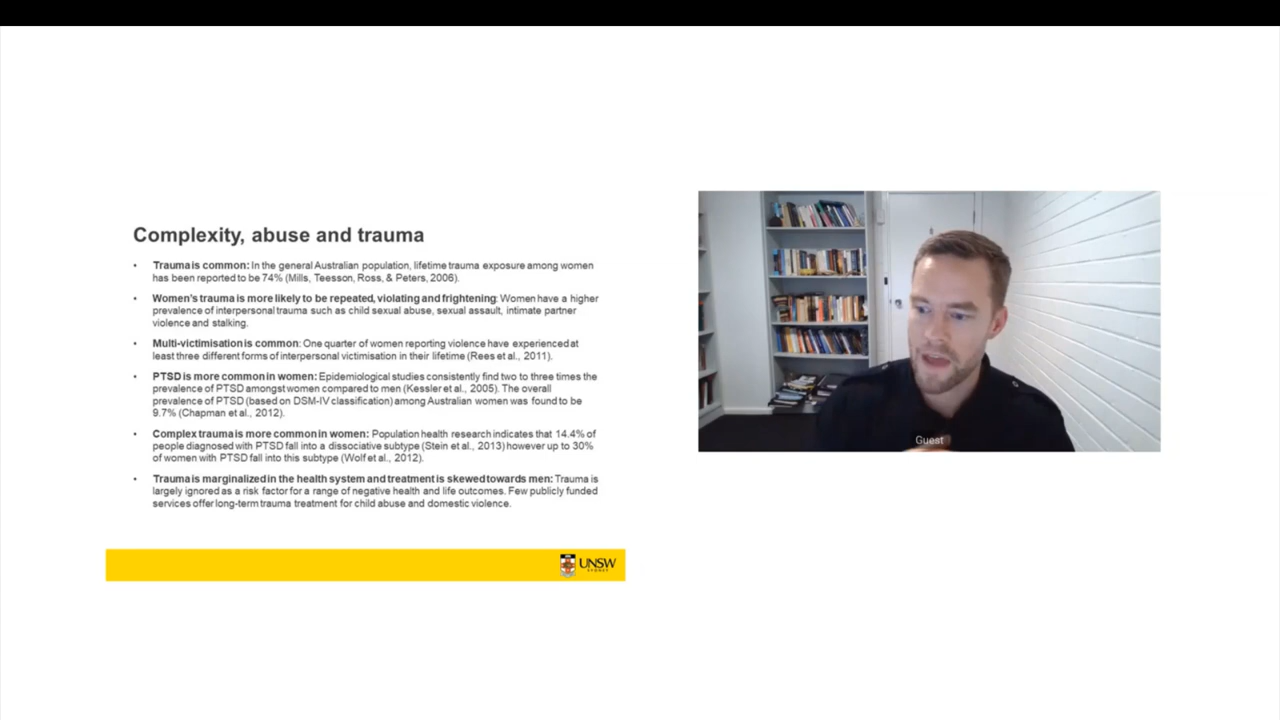 Complexity, abuse and trauma
• Trauma is common: In the general Australian population, lifetime trauma exposure among women
has been reported to be 74% (Mills, Teesson, Ross, & Peters, 2006).
• Women's trauma is more likely to be repeated, violating and frightening: Women have a higher
prevalence of interpersonal trauma such as child sexual abuse, sexual assault, intimate partner
violence and stalking.
• Multi-victimisation is common: One quarter of women reporting violence have experienced at
least three different forms of interpersonal victimisation in their lifetime (Rees et al., 2011).
• PTSD is more common in women: Epidemiological studies consistently find two to three times the
prevalence of PTSD amongst women compared to men (Kessler et al., 2005). The overall
prevalence of PTSD (based on DSM-IV classification) among Australian women was found to be
9.7% (Chapman et al., 2012).
• Complex trauma is more common in women: Population health research indicates that 14.4% of
people diagnosed with PTSD fall into a dissociative subtype (Stein et al., 2013) however up to 30%
of women with PTSD fall into this subtype (Wolf et al., 2012).
• Trauma is marginalized in the health system and treatment is skewed towards men: Trauma is
largely ignored as a risk factor for a range of negative health and life outcomes. Few publicly funded
services offer long-term trauma treatment for child abuse and domestic violence.
UNSW
SYDNEY
Guest